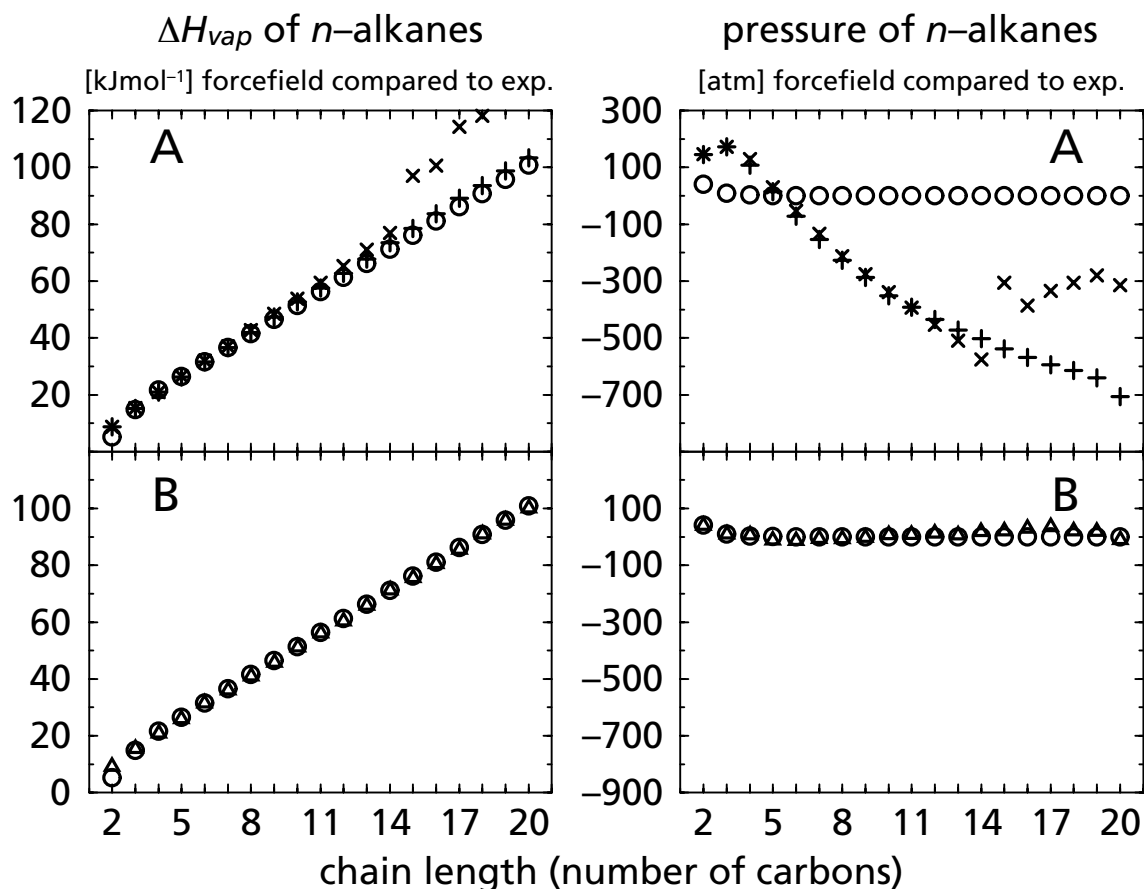 ΔHvap of n–alkanes
[kJmol⁻¹] forcefield compared to exp.
120
100
80
60
40
20
A
100
80
60
40
20
0
B
2 5 8 11 14 17 20
pressure of n–alkanes
[atm] forcefield compared to exp.
300
100
−100
−300
−500
−700
A
100
−100
−300
−500
−700
−900
B
2 5 8 11 14 17 20
chain length (number of carbons)